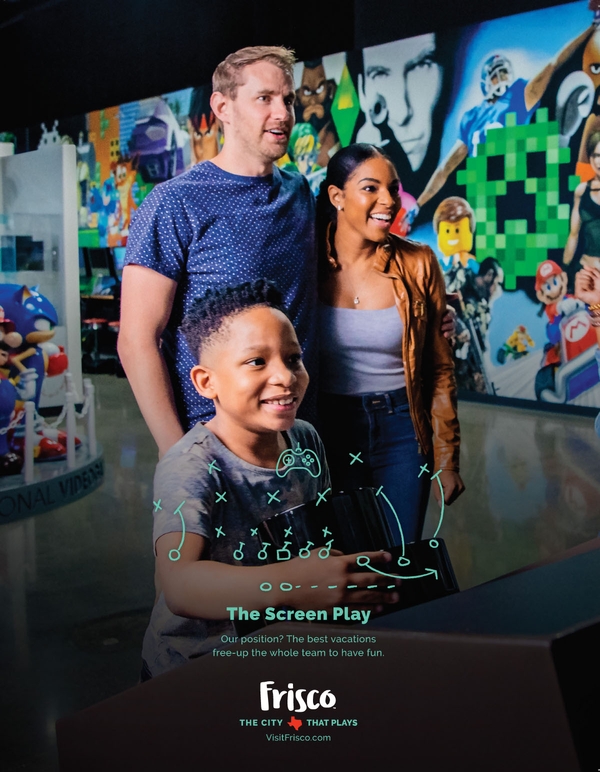 ONAL VIDEO
The Screen Play
Our position? The best vacations
free-up the whole team to have fun.
Frisco
THE CITY THAT PLAYS
VisitFrisco.com